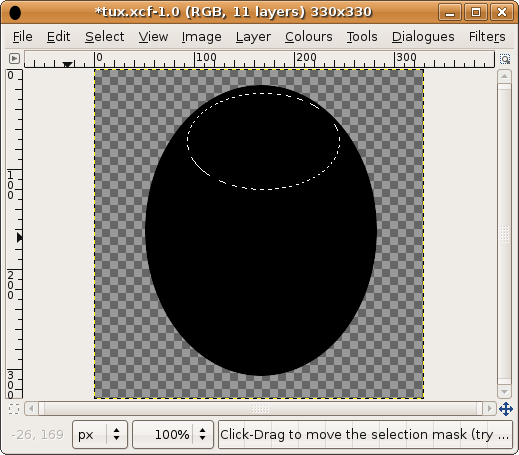 *tux.xcf-1.0 (RGB, 11 layers) 330x330
File Edit Select View Image Layer Colours Tools Dialogues Filters
0 100 200 300
0
100
200
300
-26, 169 px 100% Click-Drag to move the selection mask (try ...